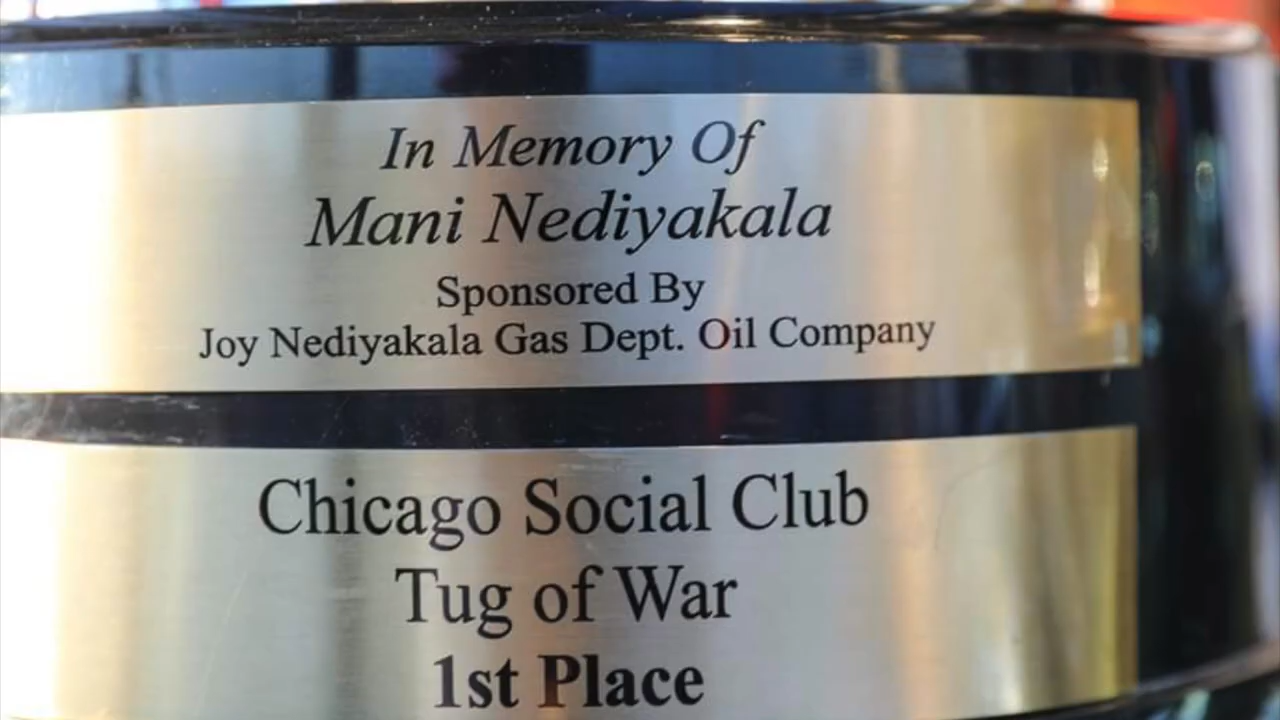 In Memory Of
Mani Nediyakala
Sponsored By
Joy Nediyakala Gas Dept. Oil Company
Chicago Social Club
Tug of War
1st Place